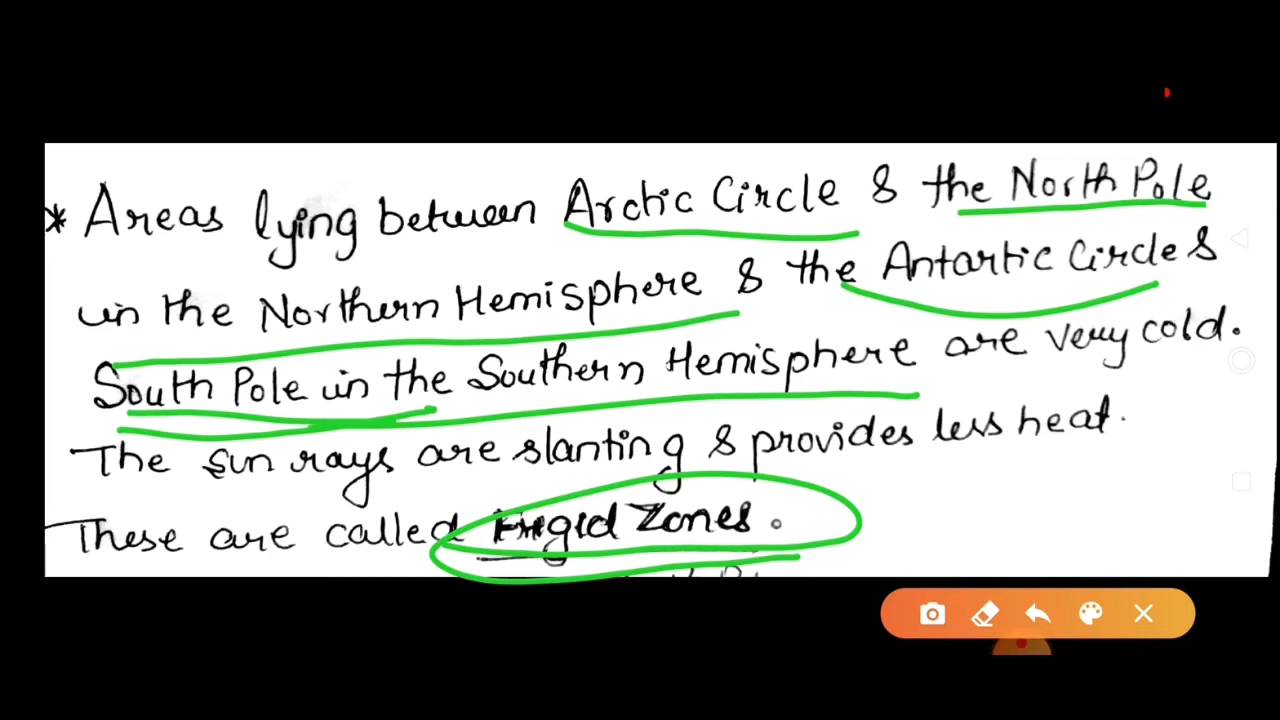 * Areas lying between Arctic Circle & the North Pole
in the Northern Hemisphere & the Antartic Circle &
South Pole in the Southern Hemisphere are very cold.
The sun rays are slanting & provides less heat.
These are called Frigid Zones.